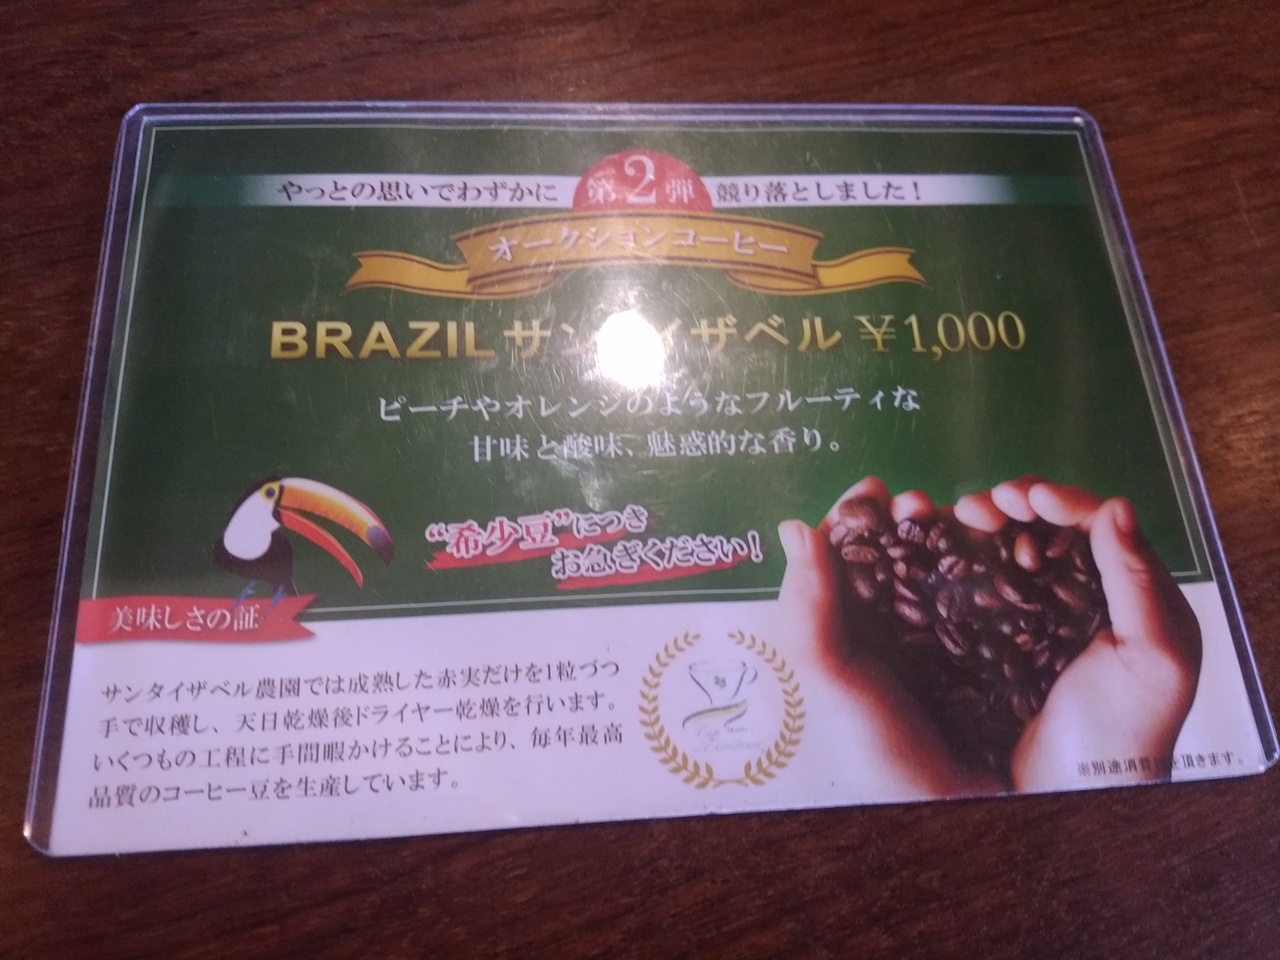 やっとの思いでわずかに 第2弾 競り落としました！
オークションコーヒー
BRAZIL サンタイザベル ¥1,000
ピーチやオレンジのようなフルーティな
甘味と酸味、魅惑的な香り。
“希少豆”につき
お急ぎください！
美味しさの証
サンタイザベル農園では成熟した赤実だけを1粒づつ
手で収穫し、天日乾燥後ドライヤー乾燥を行います。
いくつもの工程に手間暇かけることにより、毎年最高
品質のコーヒー豆を生産しています。
※別途消費税を頂きます。